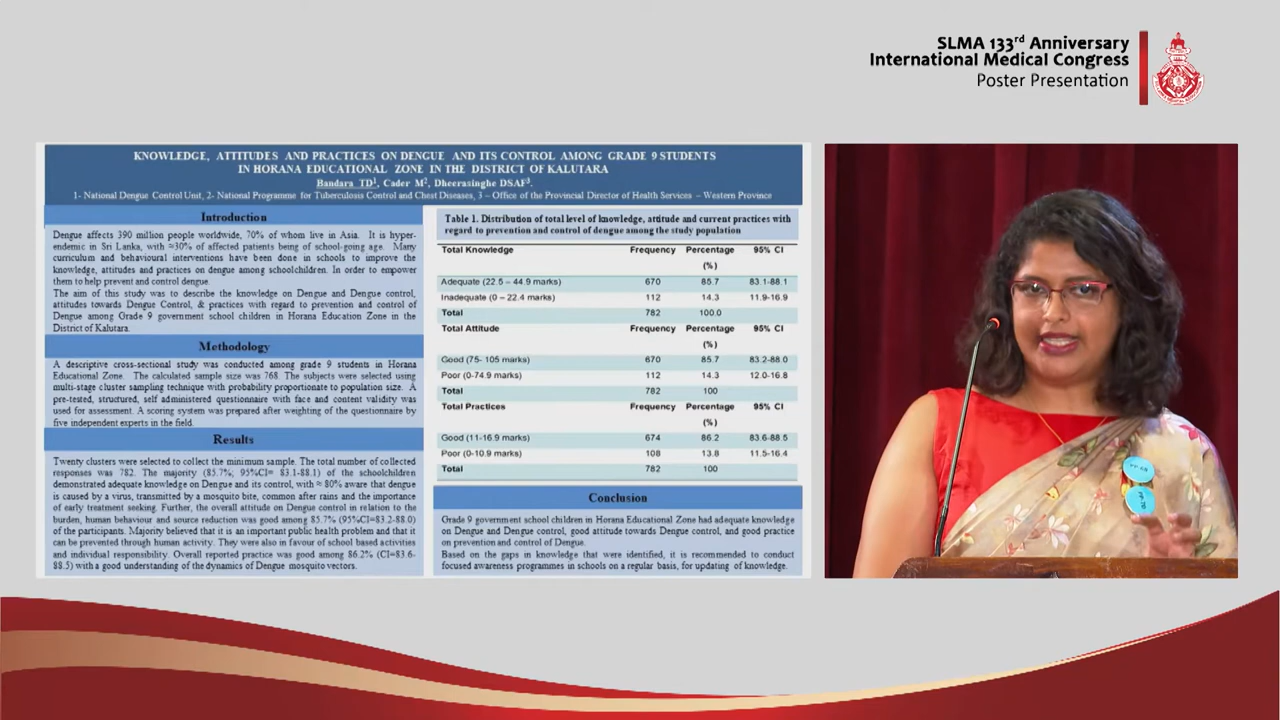 SLMA 133rd Anniversary
International Medical Congress
Poster Presentation
KNOWLEDGE, ATTITUDES AND PRACTICES ON DENGUE AND ITS CONTROL AMONG GRADE 9 STUDENTS
IN HORANA EDUCATIONAL ZONE IN THE DISTRICT OF KALUTARA
Bandara TD1, Cader M2, Dheerasinghe DSAF3.
1- National Dengue Control Unit, 2- National Programme for Tuberculosis Control and Chest Diseases, 3 – Office of the Provincial Director of Health Services – Western Province
Introduction
Dengue affects 390 million people worldwide, 70% of whom live in Asia. It is hyper-
endemic in Sri Lanka, with ≈30% of affected patients being of school-going age. Many
curriculum and behavioural interventions have been done in schools to improve the
knowledge, attitudes and practices on dengue among schoolchildren. In order to empower
them to help prevent and control dengue.
The aim of this study was to describe the knowledge on Dengue and Dengue control,
attitudes towards Dengue Control, & practices with regard to prevention and control of
Dengue among Grade 9 government school children in Horana Education Zone in the
District of Kalutara.
Methodology
A descriptive cross-sectional study was conducted among grade 9 students in Horana
Educational Zone. The calculated sample size was 768. The subjects were selected using
multi-stage cluster sampling technique with probability proportionate to population size. A
pre-tested, structured, self administered questionnaire with face and content validity was
used for assessment. A scoring system was prepared after weighting of the questionnaire by
five independent experts in the field.
Results
Twenty clusters were selected to collect the minimum sample. The total number of collected
responses was 782. The majority (85.7%, 95%CI= 83.1-88.1) of the schoolchildren
demonstrated adequate knowledge on Dengue and its control, with ≈ 80% aware that dengue
is caused by a virus, transmitted by a mosquito bite, common after rains and the importance
of early treatment seeking. Further, the overall attitude on Dengue control in relation to the
burden, human behaviour and source reduction was good among 85.7% (95%CI=83.2-88.0)
of the participants. Majority believed that it is an important public health problem and that it
can be prevented through human activity. They were also in favour of school based activities
and individual responsibility. Overall reported practice was good among 86.2% (CI=83.6-
88.5) with a good understanding of the dynamics of Dengue mosquito vectors.
Table 1. Distribution of total level of knowledge, attitude and current practices with
regard to prevention and control of dengue among the study population
Total Knowledge Frequency Percentage (%) 95% CI
Adequate (22.5 – 44.9 marks) 670 85.7 83.1-88.1
Inadequate (0 – 22.4 marks) 112 14.3 11.9-16.9
Total 782 100.0
Total Attitude Frequency Percentage (%) 95% CI
Good (75- 105 marks) 670 85.7 83.2-88.0
Poor (0-74.9 marks) 112 14.3 12.0-16.8
Total 782 100
Total Practices Frequency Percentage (%) 95% CI
Good (11-16.9 marks) 674 86.2 83.6-88.5
Poor (0-10.9 marks) 108 13.8 11.5-16.4
Total 782 100
Conclusion
Grade 9 government school children in Horana Educational Zone had adequate knowledge
on Dengue and Dengue control, good attitude towards Dengue control, and good practice
on prevention and control of Dengue.
Based on the gaps in knowledge that were identified, it is recommended to conduct
focused awareness programmes in schools on a regular basis, for updating of knowledge.